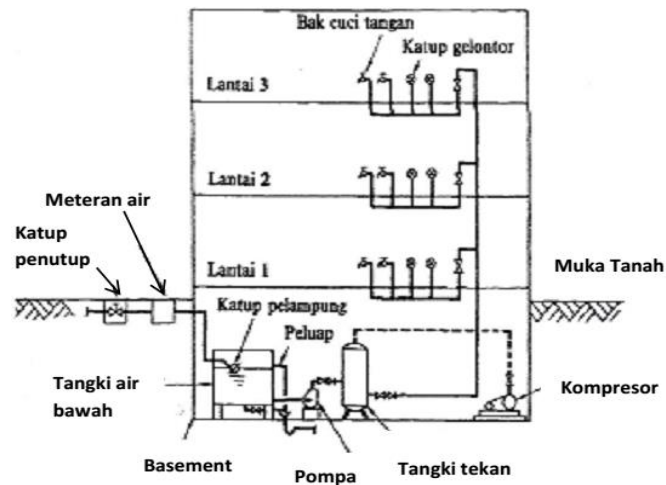 Bak cuci tangan
Katup gelontor
Lantai 3
Lantai 2
Meteran air
Katup
penutup
Lantai 1
Muka Tanah
Katup pelampung
Peluap
Tangki air
bawah
Kompresor
Basement
Pompa
Tangki tekan